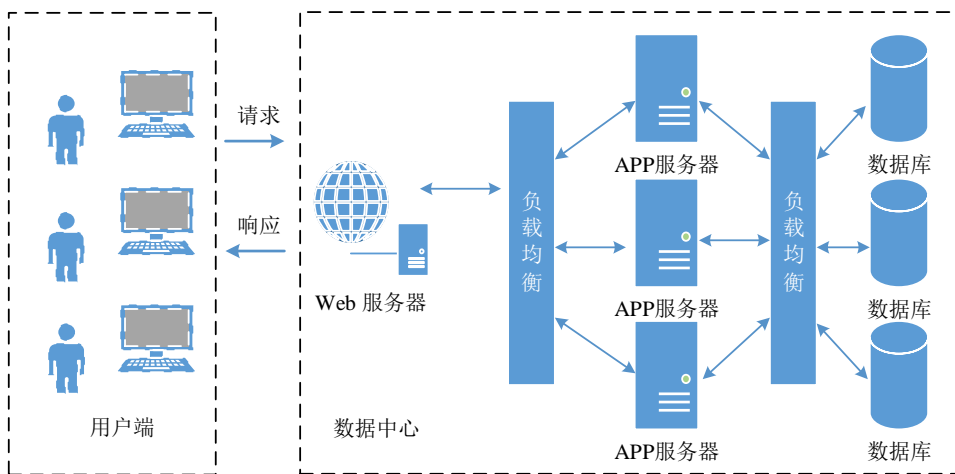 请求
响应
用户端
Web 服务器
数据中心
负载均衡
APP服务器
APP服务器
APP服务器
负载均衡
数据库
数据库
数据库